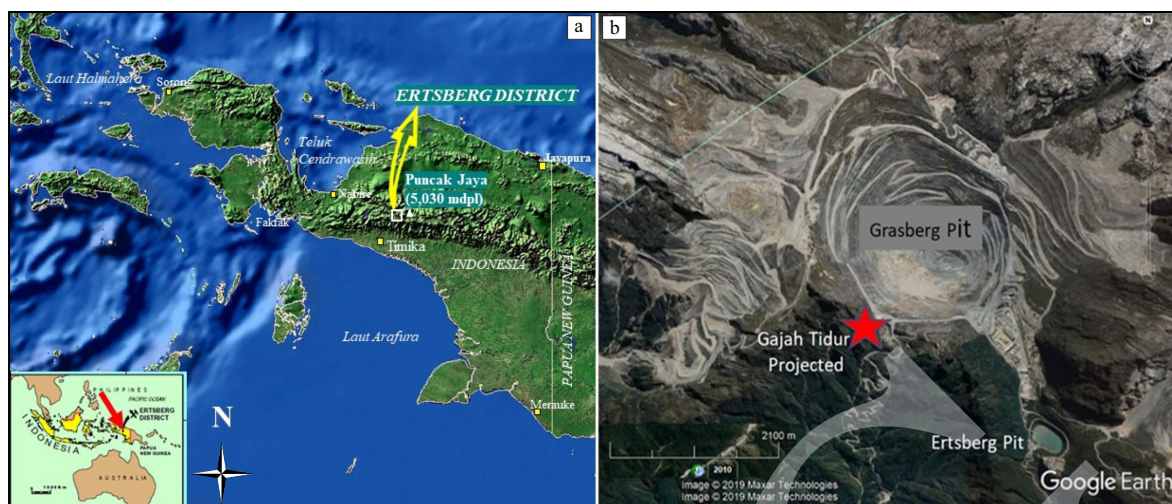 a
Laut Halmahera
Sorong
ERTSBERG DISTRICT
Teluk
Cendrawasih
Jayapura
Puncak Jaya
(5,030 mdpl)
Nabire
Fakfak
Timika
INDONESIA
PAPUA NEW GUINEA
Laut Arafura
Merauke
N
PHILIPPINES
PACIFIC OCEAN
ERTSBERG
DISTRICT
INDONESIA
PAPUA
NEW GUINEA
AUSTRALIA
b
N
Grasberg Pit
Gajah Tidur
Projected
Ertsberg Pit
2100 m
2010
Image © 2019 Maxar Technologies
Image © 2019 Maxar Technologies
Google Earth